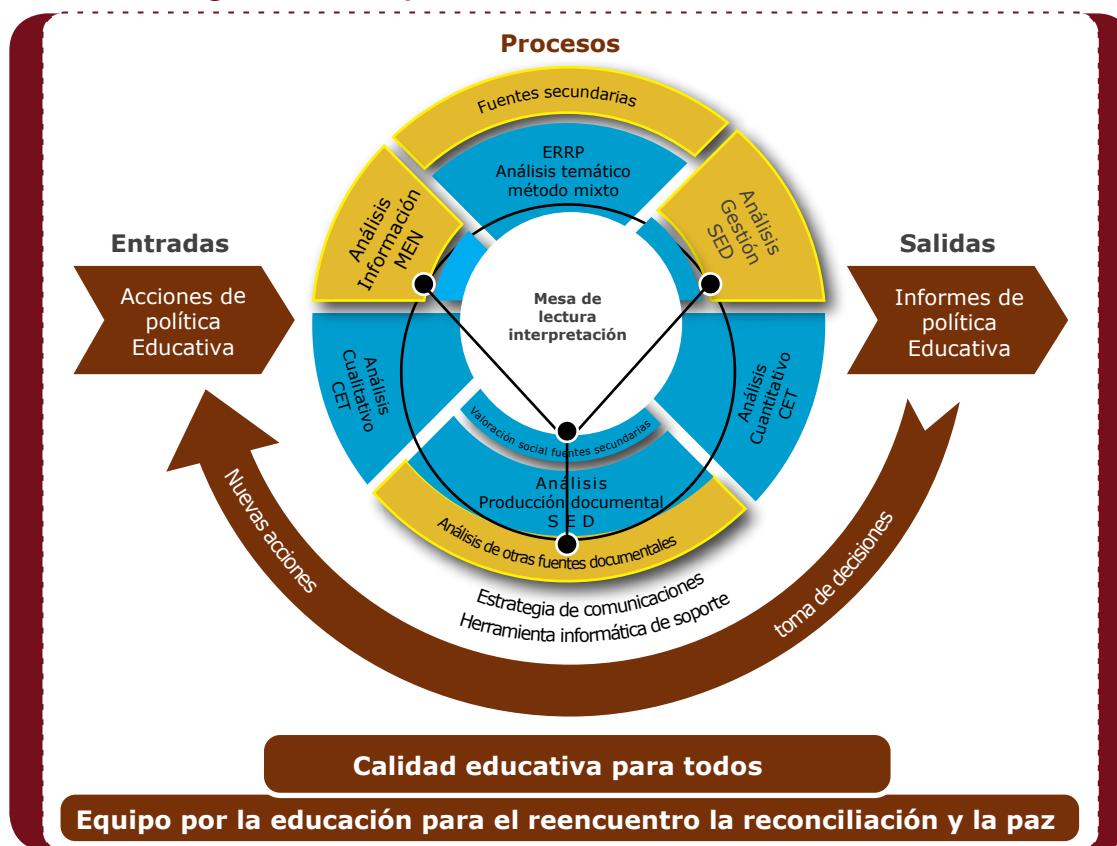 Procesos
Fuentes secundarias
ERRP
Análisis temático
método mixto
Análisis
Información
MEN
Análisis
Gestión
SED
Entradas
Acciones de
política
Educativa
Mesa de
lectura
interpretación
Salidas
Informes de
política
Educativa
Análisis
Cualitativo
CET
Análisis
Cuantitativo
CET
Valoración social fuentes secundarias
Análisis
Producción documental
S E D
Análisis de otras fuentes documentales
Estrategia de comunicaciones
Herramienta informática de soporte
Nuevas acciones
toma de decisiones
Calidad educativa para todos
Equipo por la educación para el reencuentro la reconciliación y la paz